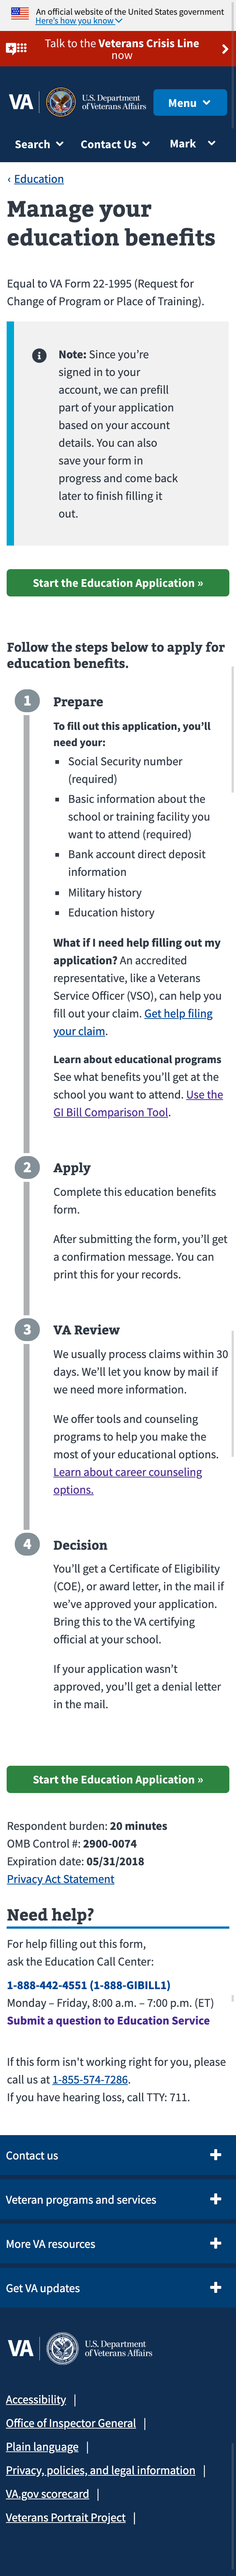 An official website of the United States government
Here's how you know
Talk to the Veterans Crisis Line
now
VA
U.S. Department
of Veterans Affairs
Menu
Search
Contact Us
Mark
‹ Education
Manage your
education benefits
Equal to VA Form 22-1995 (Request for
Change of Program or Place of Training).
Note: Since you're
signed in to your
account, we can prefill
part of your application
based on your account
details. You can also
save your form in
progress and come back
later to finish filling it
out.
Start the Education Application »
Follow the steps below to apply for
education benefits.
1
Prepare
To fill out this application, you'll
need your:
▪ Social Security number
(required)
▪ Basic information about the
school or training facility you
want to attend (required)
▪ Bank account direct deposit
information
▪ Military history
▪ Education history
What if I need help filling out my
application? An accredited
representative, like a Veterans
Service Officer (VSO), can help you
fill out your claim. Get help filing
your claim.
Learn about educational programs
See what benefits you'll get at the
school you want to attend. Use the
GI Bill Comparison Tool.
2
Apply
Complete this education benefits
form.
After submitting the form, you'll get
a confirmation message. You can
print this for your records.
3
VA Review
We usually process claims within 30
days. We'll let you know by mail if
we need more information.
We offer tools and counseling
programs to help you make the
most of your educational options.
Learn about career counseling
options.
4
Decision
You'll get a Certificate of Eligibility
(COE), or award letter, in the mail if
we've approved your application.
Bring this to the VA certifying
official at your school.
If your application wasn't
approved, you'll get a denial letter
in the mail.
Start the Education Application »
Respondent burden: 20 minutes
OMB Control #: 2900-0074
Expiration date: 05/31/2018
Privacy Act Statement
Need help?
For help filling out this form,
ask the Education Call Center:
1-888-442-4551 (1-888-GIBILL1)
Monday – Friday, 8:00 a.m. – 7:00 p.m. (ET)
Submit a question to Education Service
If this form isn't working right for you, please
call us at 1-855-574-7286.
If you have hearing loss, call TTY: 711.
Contact us
Veteran programs and services
More VA resources
Get VA updates
VA
U.S. Department
of Veterans Affairs
Accessibility |
Office of Inspector General |
Plain language |
Privacy, policies, and legal information |
VA.gov scorecard |
Veterans Portrait Project |